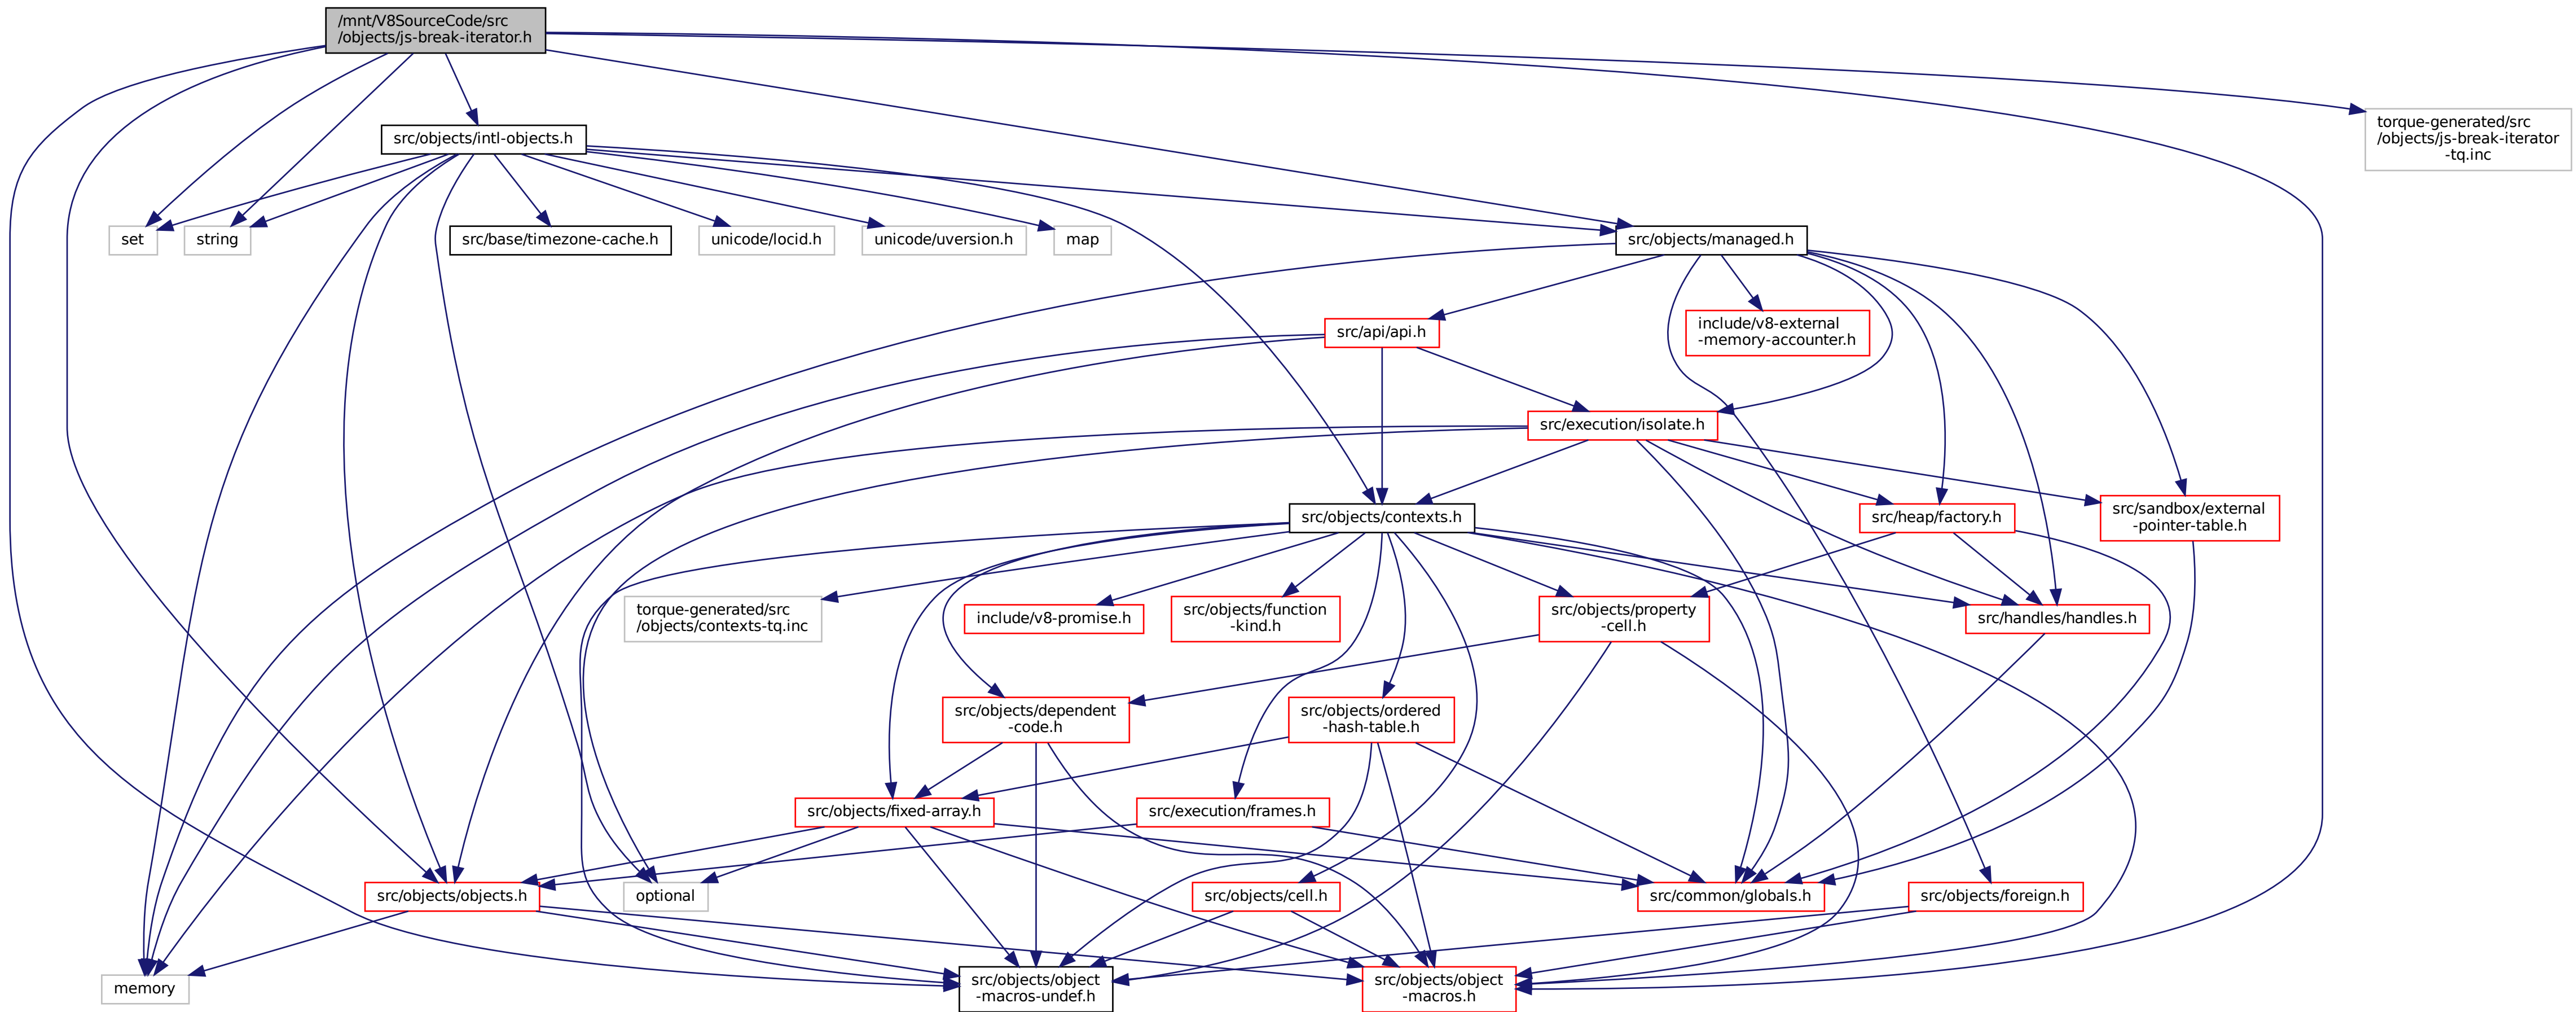 /mnt/V8SourceCode/src
/objects/js-break-iterator.h
torque-generated/src
/objects/js-break-iterator
-tq.inc
src/objects/intl-objects.h
set
string
src/base/timezone-cache.h
unicode/locid.h
unicode/uversion.h
map
src/objects/managed.h
src/api/api.h
include/v8-external
-memory-accounter.h
src/execution/isolate.h
src/objects/contexts.h
src/heap/factory.h
src/sandbox/external
-pointer-table.h
torque-generated/src
/objects/contexts-tq.inc
include/v8-promise.h
src/objects/function
-kind.h
src/objects/property
-cell.h
src/handles/handles.h
src/objects/dependent
-code.h
src/objects/ordered
-hash-table.h
src/objects/fixed-array.h
src/execution/frames.h
src/objects/objects.h
optional
src/objects/cell.h
src/common/globals.h
src/objects/foreign.h
memory
src/objects/object
-macros-undef.h
src/objects/object
-macros.h